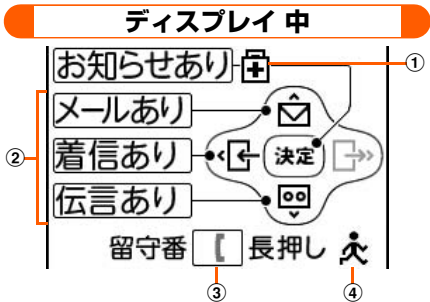 ディスプレイ 中
お知らせあり ①
メールあり
② 着信あり 決定
伝言あり
留守番 長押し
③ ④